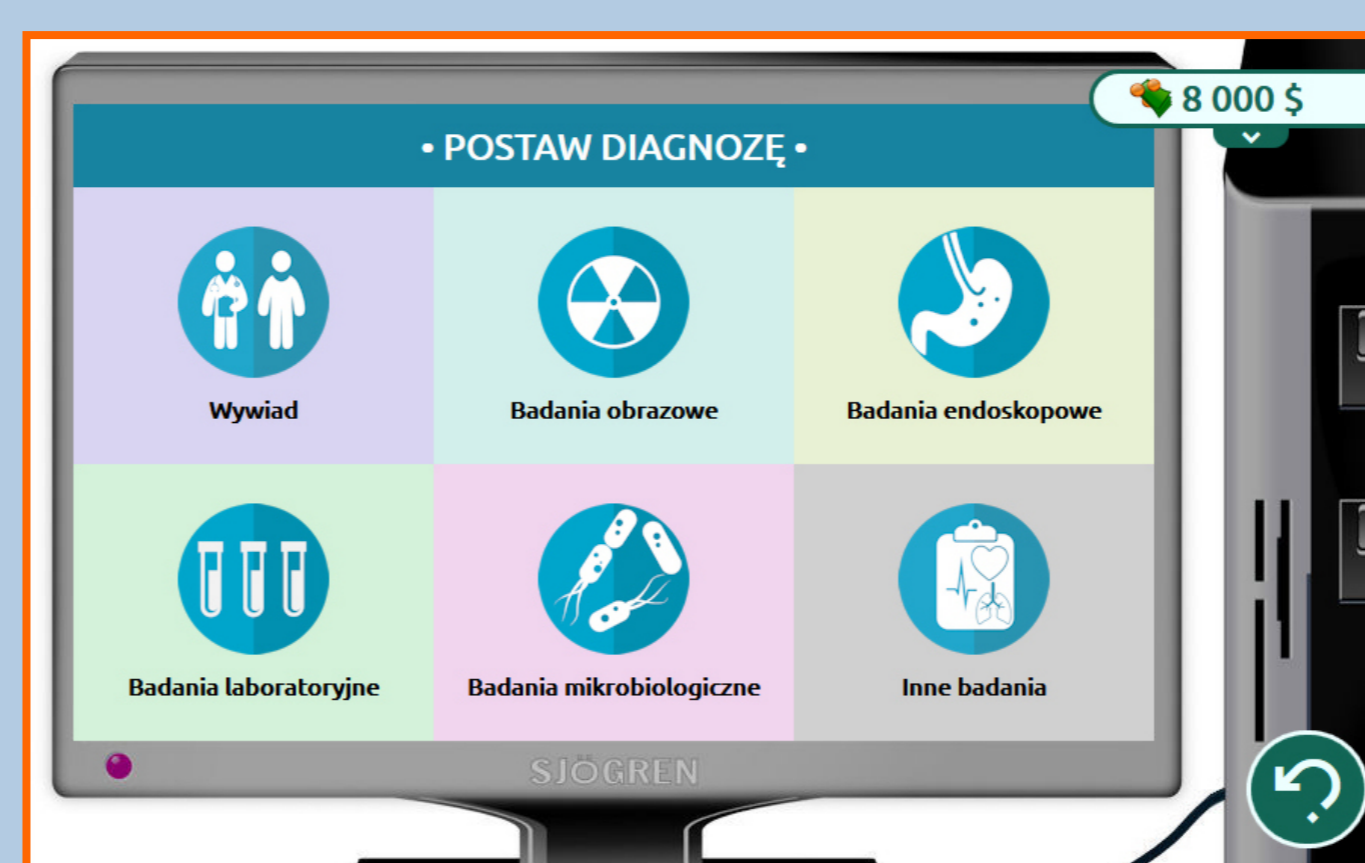 8 000 $
• POSTAW DIAGNOZĘ •
Wywiad
Badania obrazowe
Badania endoskopowe
Badania laboratoryjne
Badania mikrobiologiczne
Inne badania
SJÖGREN